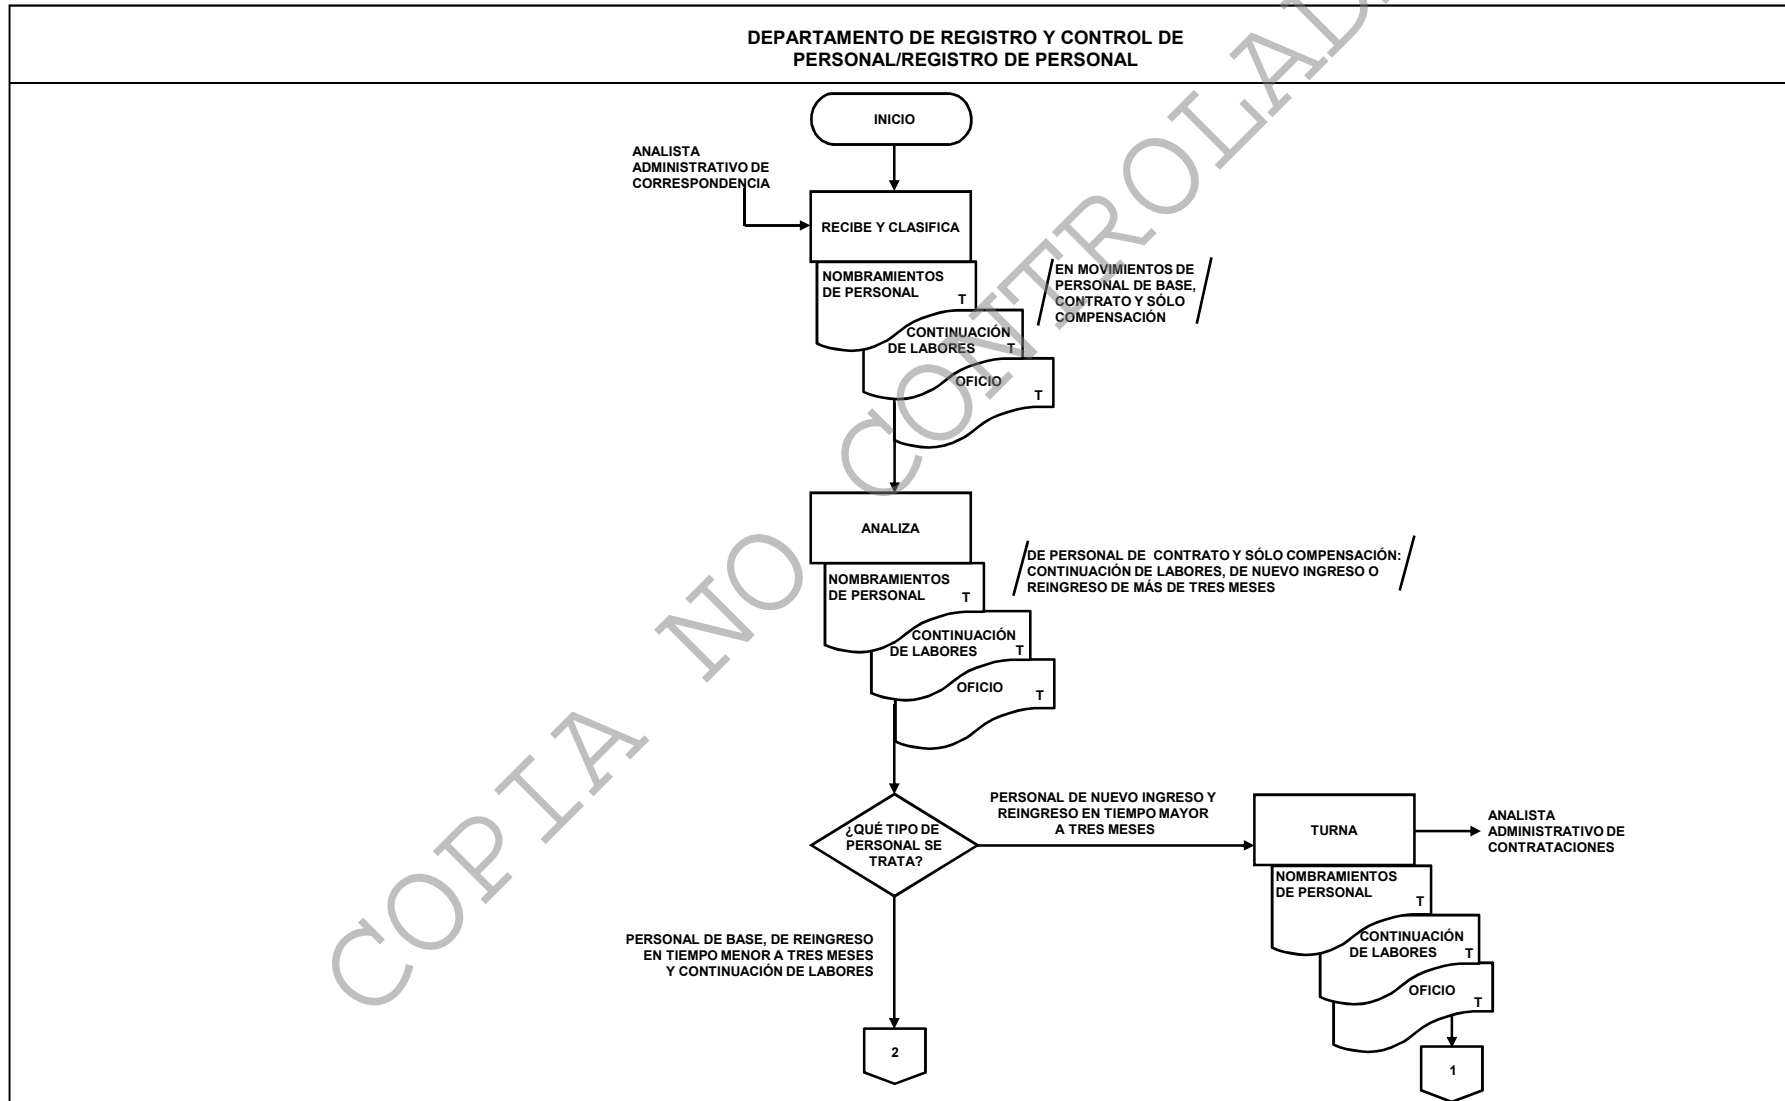 DEPARTAMENTO DE REGISTRO Y CONTROL DE
PERSONAL/REGISTRO DE PERSONAL
INICIO
ANALISTA
ADMINISTRATIVO DE
CORRESPONDENCIA
RECIBE Y CLASIFICA
NOMBRAMIENTOS
DE PERSONAL
T
EN MOVIMIENTOS DE
PERSONAL DE BASE,
CONTRATO Y SÓLO
COMPENSACIÓN
CONTINUACIÓN
DE LABORES
T
OFICIO
T
ANALIZA
DE PERSONAL DE CONTRATO Y SÓLO COMPENSACIÓN:
CONTINUACIÓN DE LABORES, DE NUEVO INGRESO O
REINGRESO DE MÁS DE TRES MESES
NOMBRAMIENTOS
DE PERSONAL
T
CONTINUACIÓN
DE LABORES
T
OFICIO
T
¿QUÉ TIPO DE
PERSONAL SE
TRATA?
PERSONAL DE NUEVO INGRESO Y
REINGRESO EN TIEMPO MAYOR
A TRES MESES
TURNA
ANALISTA
ADMINISTRATIVO DE
CONTRATACIONES
NOMBRAMIENTOS
DE PERSONAL
T
CONTINUACIÓN
DE LABORES
T
OFICIO
T
PERSONAL DE BASE, DE REINGRESO
EN TIEMPO MENOR A TRES MESES
Y CONTINUACIÓN DE LABORES
2
1
COPIA NO CONTROLAD